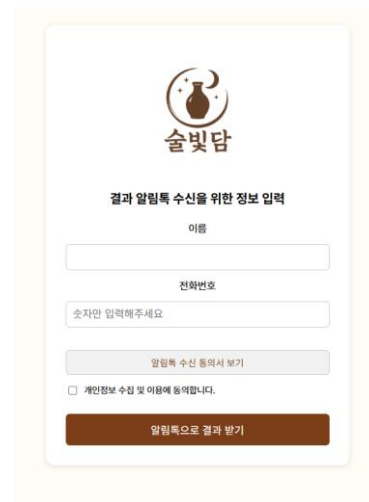 술빛담
결과 알림톡 수신을 위한 정보 입력
이름
전화번호
숫자만 입력해주세요
알림톡 수신 동의서 보기
개인정보 수집 및 이용에 동의합니다.
알림톡으로 결과 받기